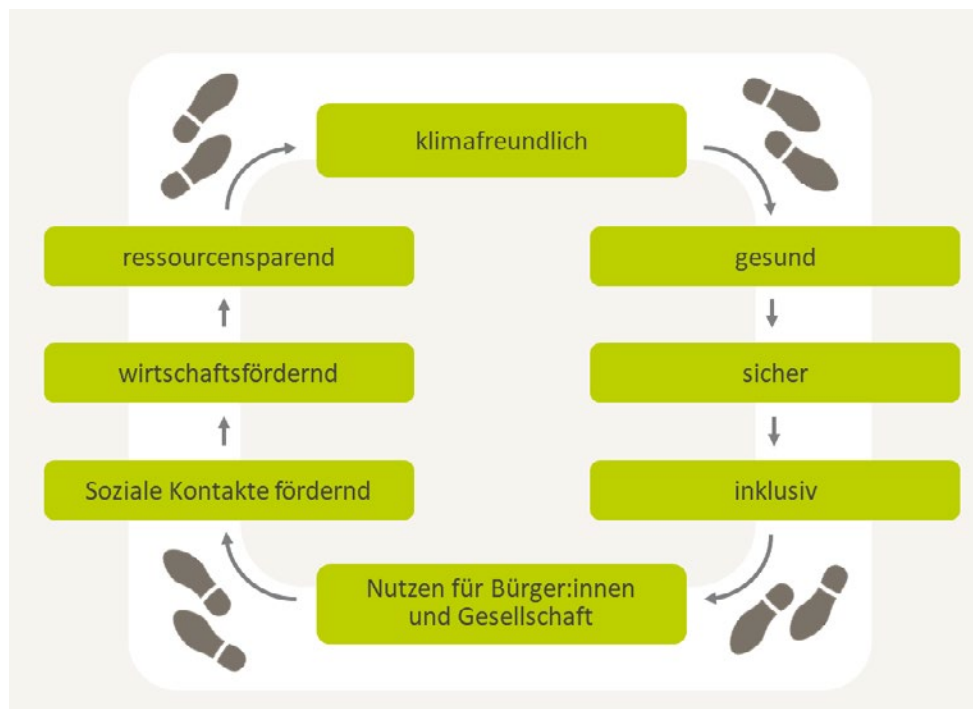 klimafreundlich
ressourcensparend
gesund
wirtschaftsfördernd
sicher
Soziale Kontakte fördernd
inklusiv
Nutzen für Bürger:innen
und Gesellschaft